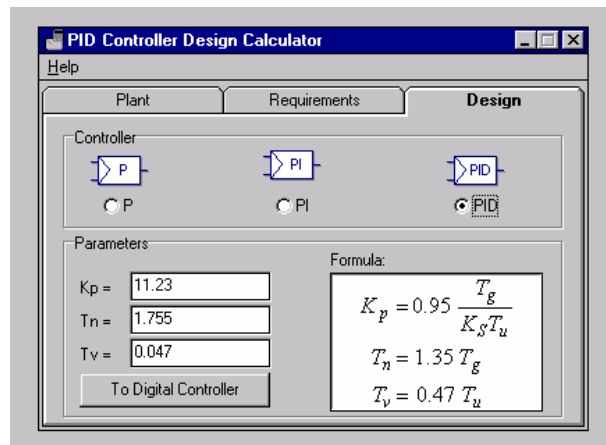 PID Controller Design Calculator
Help
Plant Requirements Design
Controller
P PI PID
P PI PID
Parameters
Formula:
Kp = 11.23
Tn = 1.755
Tv = 0.047
To Digital Controller
K_p = 0.95 T_g / K_S T_u
T_n = 1.35 T_g
T_v = 0.47 T_u